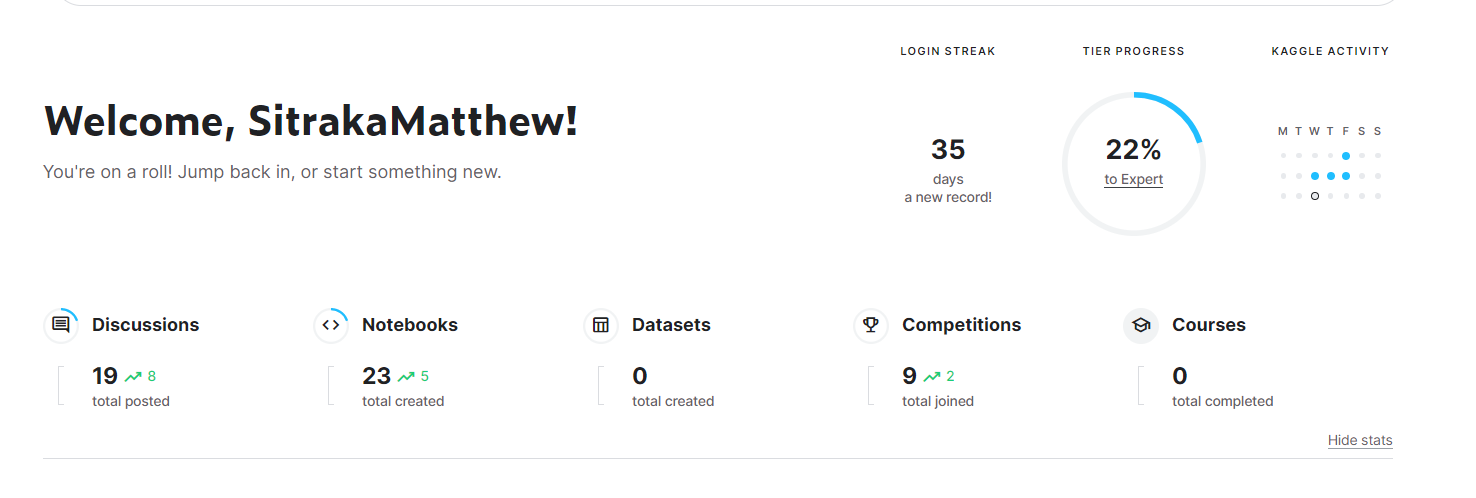 LOGIN STREAK
TIER PROGRESS
KAGGLE ACTIVITY
Welcome, SitrakaMatthew!
You're on a roll! Jump back in, or start something new.
35
days
a new record!
22%
to Expert
M T W T F S S
Discussions
19 8
total posted
Notebooks
23 5
total created
Datasets
0
total created
Competitions
9 2
total joined
Courses
0
total completed
Hide stats